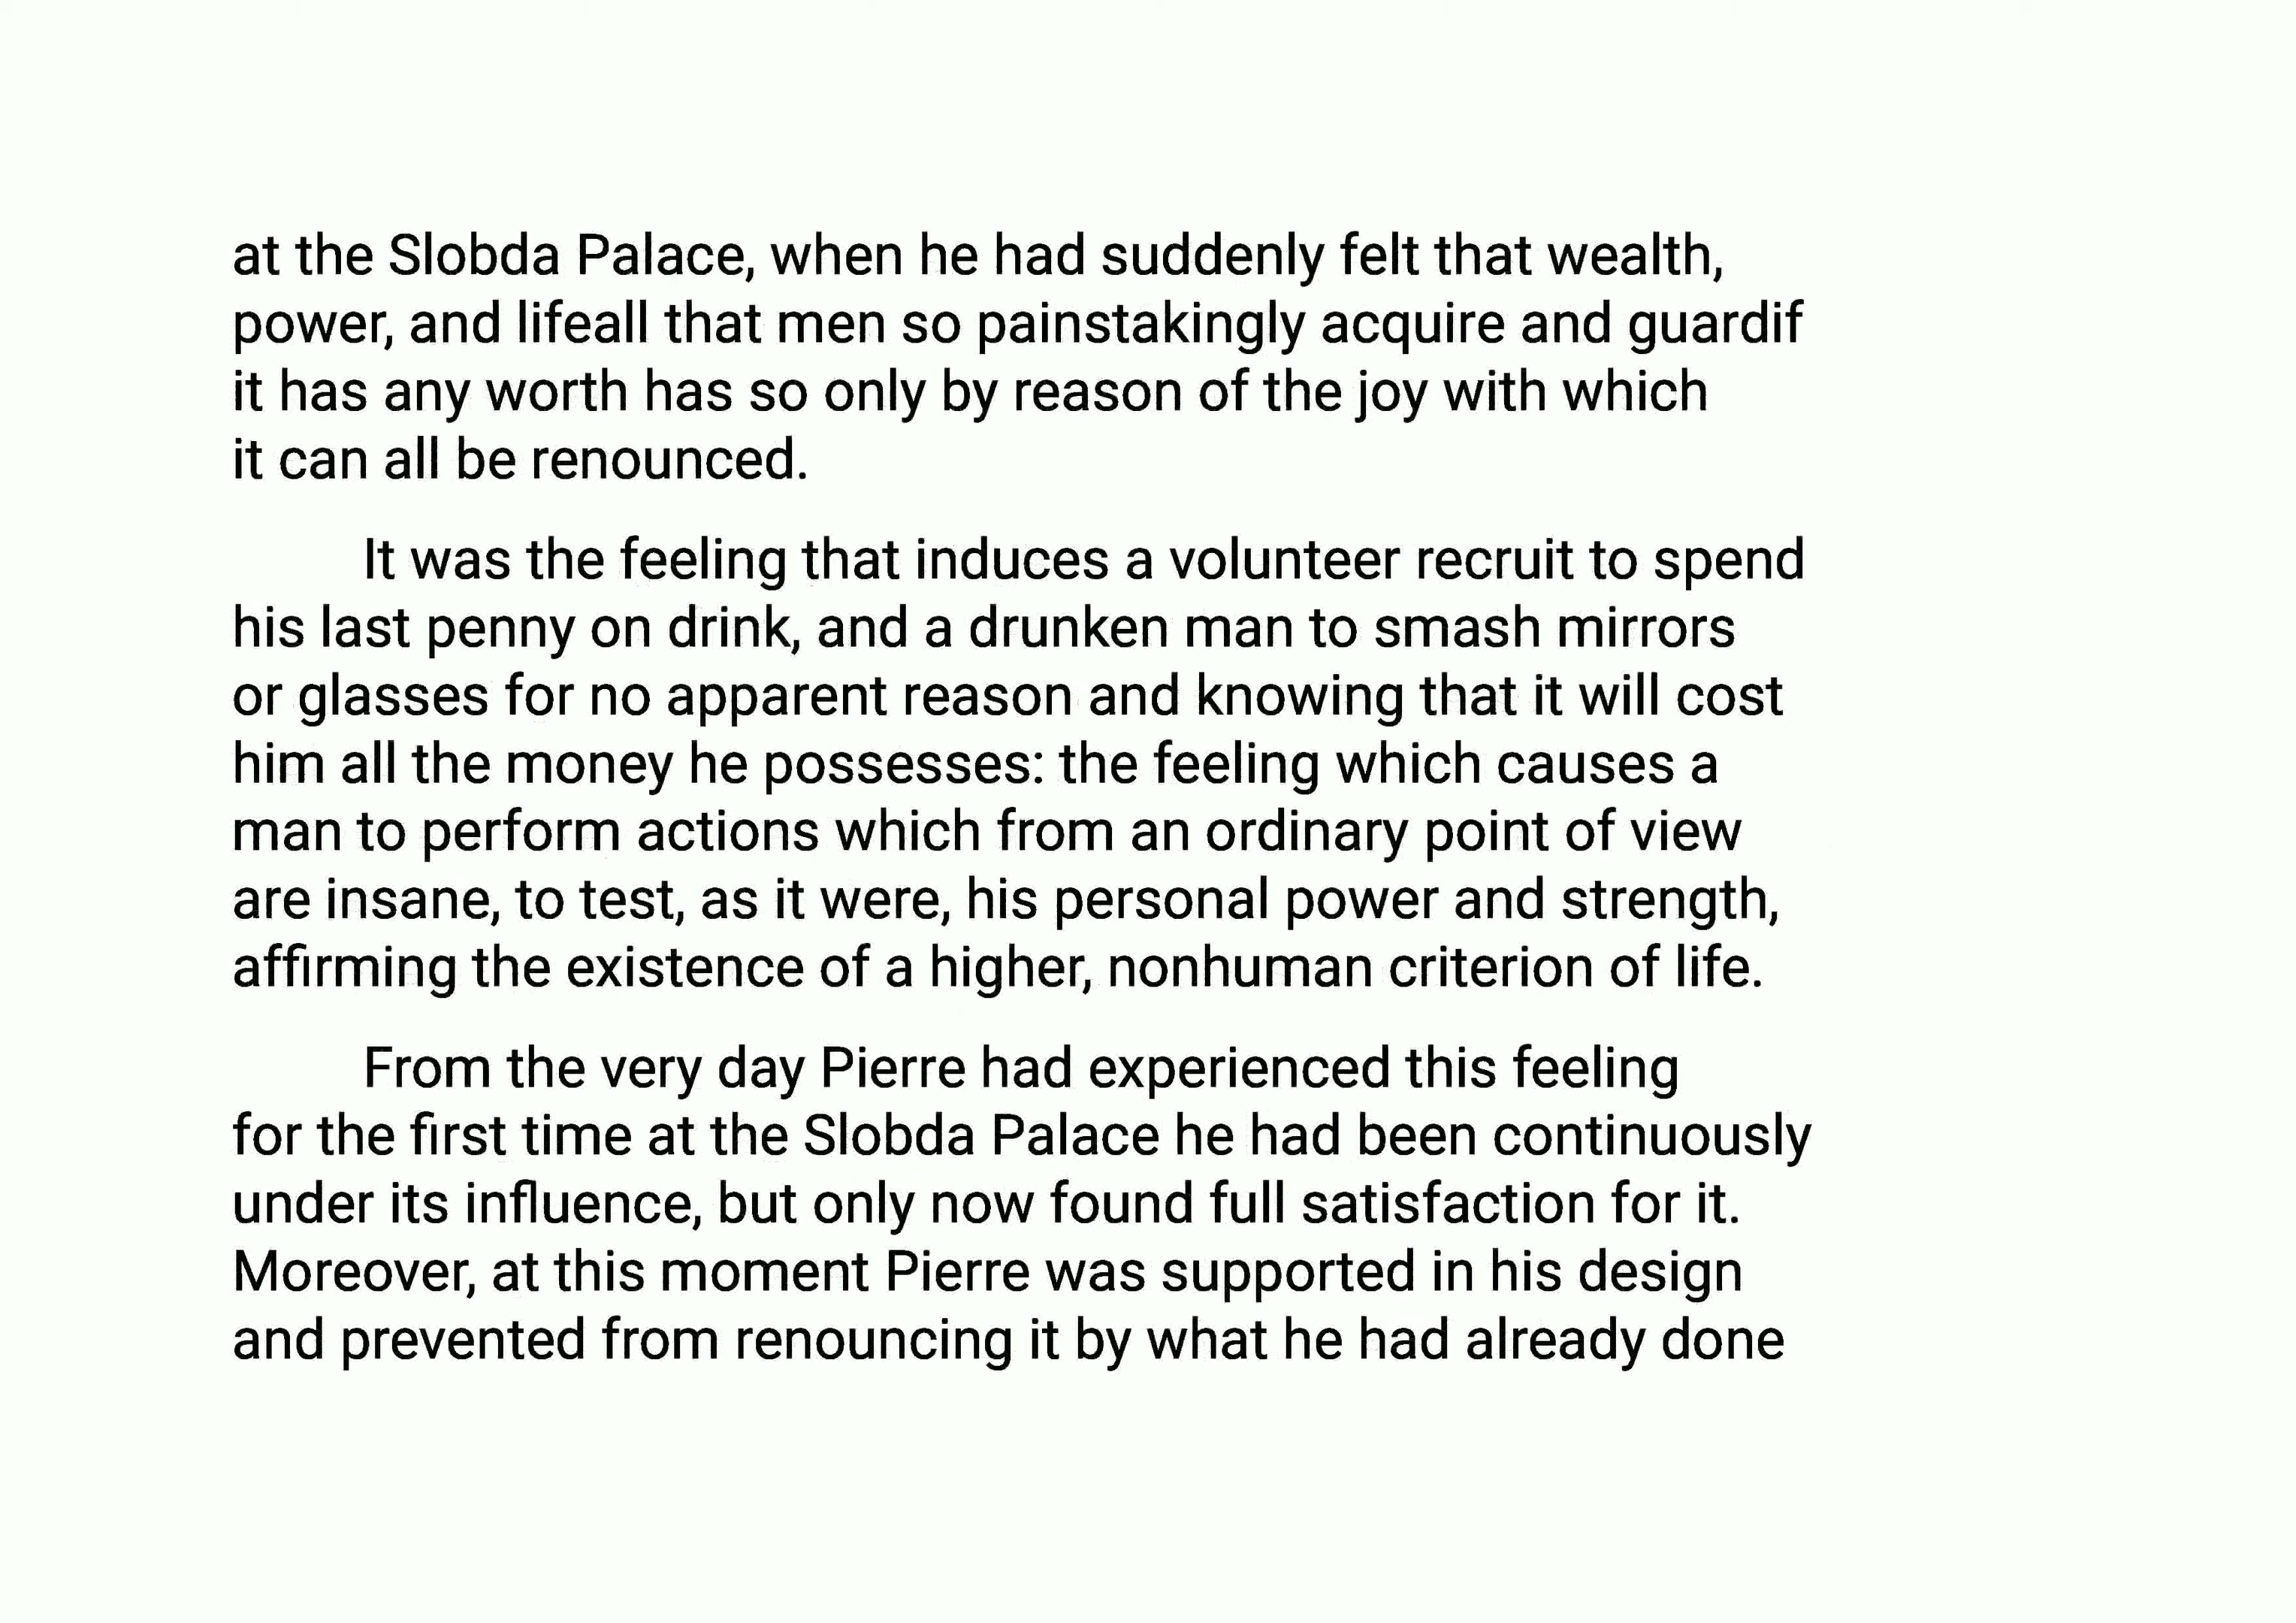 at the Slobda Palace, when he had suddenly felt that wealth,
power, and lifeall that men so painstakingly acquire and guardif
it has any worth has so only by reason of the joy with which
it can all be renounced.
It was the feeling that induces a volunteer recruit to spend
his last penny on drink, and a drunken man to smash mirrors
or glasses for no apparent reason and knowing that it will cost
him all the money he possesses: the feeling which causes a
man to perform actions which from an ordinary point of view
are insane, to test, as it were, his personal power and strength,
affirming the existence of a higher, nonhuman criterion of life.
From the very day Pierre had experienced this feeling
for the first time at the Slobda Palace he had been continuously
under its influence, but only now found full satisfaction for it.
Moreover, at this moment Pierre was supported in his design
and prevented from renouncing it by what he had already done